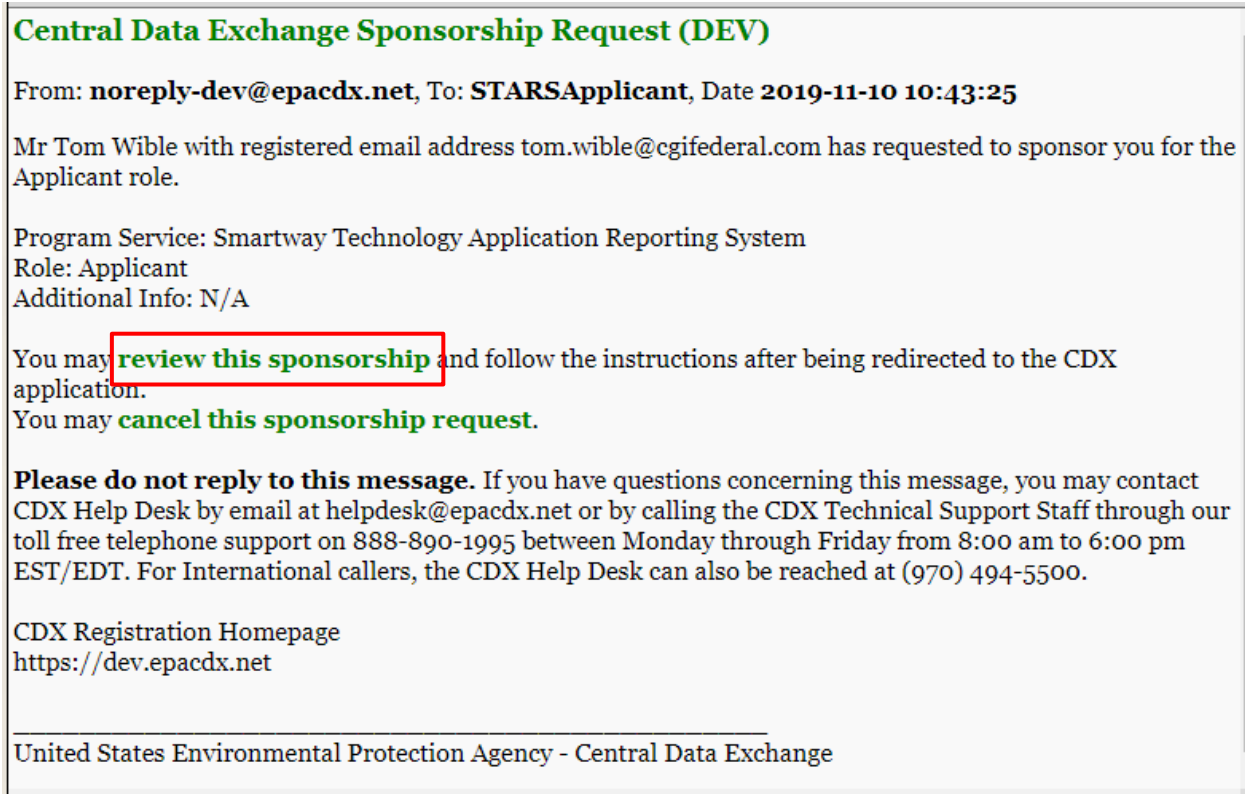 Central Data Exchange Sponsorship Request (DEV)
From: noreply-dev@epacdx.net, To: STARSApplicant, Date 2019-11-10 10:43:25
Mr Tom Wible with registered email address tom.wible@cgifederal.com has requested to sponsor you for the
Applicant role.
Program Service: Smartway Technology Application Reporting System
Role: Applicant
Additional Info: N/A
You may review this sponsorship and follow the instructions after being redirected to the CDX
application.
You may cancel this sponsorship request.
Please do not reply to this message. If you have questions concerning this message, you may contact
CDX Help Desk by email at helpdesk@epacdx.net or by calling the CDX Technical Support Staff through our
toll free telephone support on 888-890-1995 between Monday through Friday from 8:00 am to 6:00 pm
EST/EDT. For International callers, the CDX Help Desk can also be reached at (970) 494-5500.
CDX Registration Homepage
https://dev.epacdx.net
United States Environmental Protection Agency - Central Data Exchange